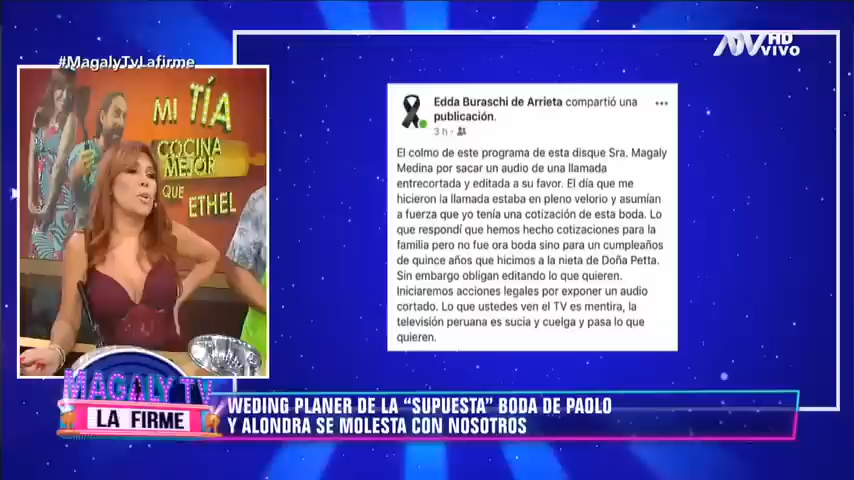 ATV HD
VIVO
#MagalyTvLafirme
MI TÍA
COCINA
MEJOR
QUE
ETHEL
Edda Buraschi de Arrieta compartió una
publicación.
3 h
El colmo de este programa de esta disque Sra. Magaly
Medina por sacar un audio de una llamada
entrecortada y editada a su favor. El día que me
hicieron la llamada estaba en pleno velorio y asumían
a fuerza que yo tenía una cotización de esta boda. Lo
que respondí que hemos hecho cotizaciones para la
familia pero no fue ora boda sino para un cumpleaños
de quince años que hicimos a la nieta de Doña Petta.
Sin embargo obligan editando lo que quieren.
Iniciaremos acciones legales por exponer un audio
cortado. Lo que ustedes ven el TV es mentira, la
televisión peruana es sucia y cuelga y pasa lo que
quieren.
MAGALY TV
LA FIRME
WEDING PLANER DE LA “SUPUESTA” BODA DE PAOLO
Y ALONDRA SE MOLESTA CON NOSOTROS